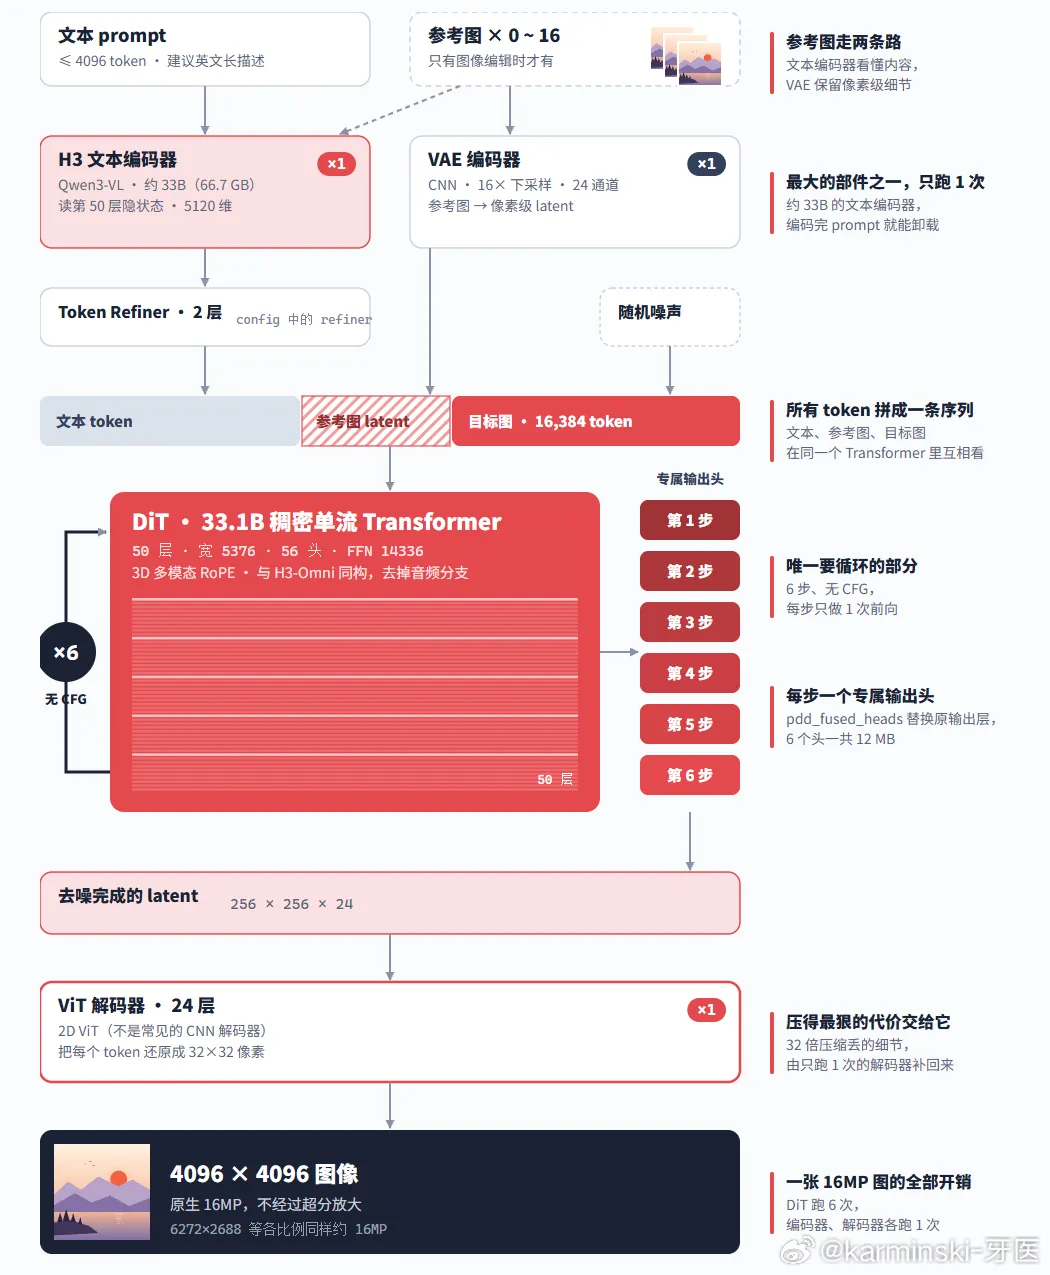 文本 prompt
≤ 4096 token · 建议英文长描述
参考图 × 0 ~ 16
只有图像编辑时才有
参考图走两条路
文本编码器看懂内容，
VAE 保留像素级细节
H3 文本编码器
×1
Qwen3-VL · 约 33B（66.7 GB）
读第 50 层隐状态 · 5120 维
VAE 编码器
×1
CNN · 16× 下采样 · 24 通道
参考图 → 像素级 latent
最大的部件之一，只跑 1 次
约 33B 的文本编码器，
编码完 prompt 就能卸载
Token Refiner · 2 层
config 中的 refiner
随机噪声
文本 token
参考图 latent
目标图 · 16,384 token
所有 token 拼成一条序列
文本、参考图、目标图
在同一个 Transformer 里互相看
专属输出头
DiT · 33.1B 稠密单流 Transformer
50 层 · 宽 5376 · 56 头 · FFN 14336
3D 多模态 RoPE · 与 H3-Omni 同构，去掉音频分支
50 层
×6
无 CFG
第 1 步
第 2 步
第 3 步
第 4 步
第 5 步
第 6 步
唯一要循环的部分
6 步、无 CFG，
每步只做 1 次前向
每步一个专属输出头
pdd_fused_heads 替换原输出层，
6 个头一共 12 MB
去噪完成的 latent
256 × 256 × 24
ViT 解码器 · 24 层
×1
2D ViT（不是常见的 CNN 解码器）
把每个 token 还原成 32×32 像素
压得最狠的代价交给它
32 倍压缩丢的细节，
由只跑 1 次的解码器补回来
4096 × 4096 图像
原生 16MP，不经过超分放大
6272×2688 等各比例同样约 16MP
一张 16MP 图的全部开销
DiT 跑 6 次，
编码器、解码器各跑 1 次
@karminski-牙医